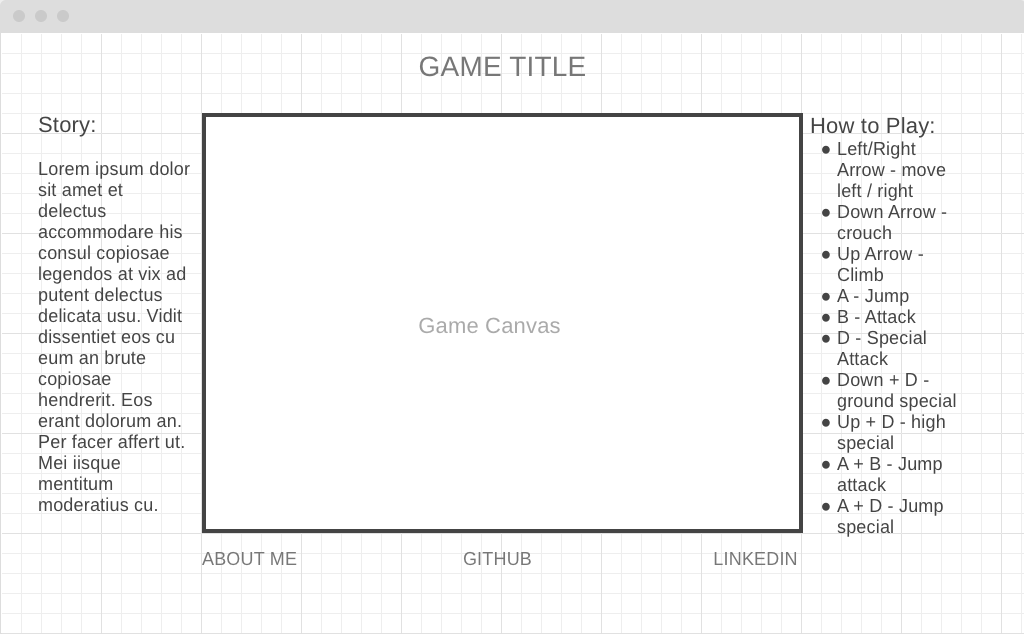 GAME TITLE
Story:
Lorem ipsum dolor
sit amet et
delectus
accommodare his
consul copiosae
legendos at vix ad
putent delectus
delicata usu. Vidit
dissentiet eos cu
eum an brute
copiosae
hendrerit. Eos
erant dolorum an.
Per facer affert ut.
Mei iisque
mentitum
moderatius cu.
Game Canvas
How to Play:
● Left/Right
Arrow - move
left / right
● Down Arrow -
crouch
● Up Arrow -
Climb
● A - Jump
● B - Attack
● D - Special
Attack
● Down + D -
ground special
● Up + D - high
special
● A + B - Jump
attack
● A + D - Jump
special
ABOUT ME
GITHUB
LINKEDIN